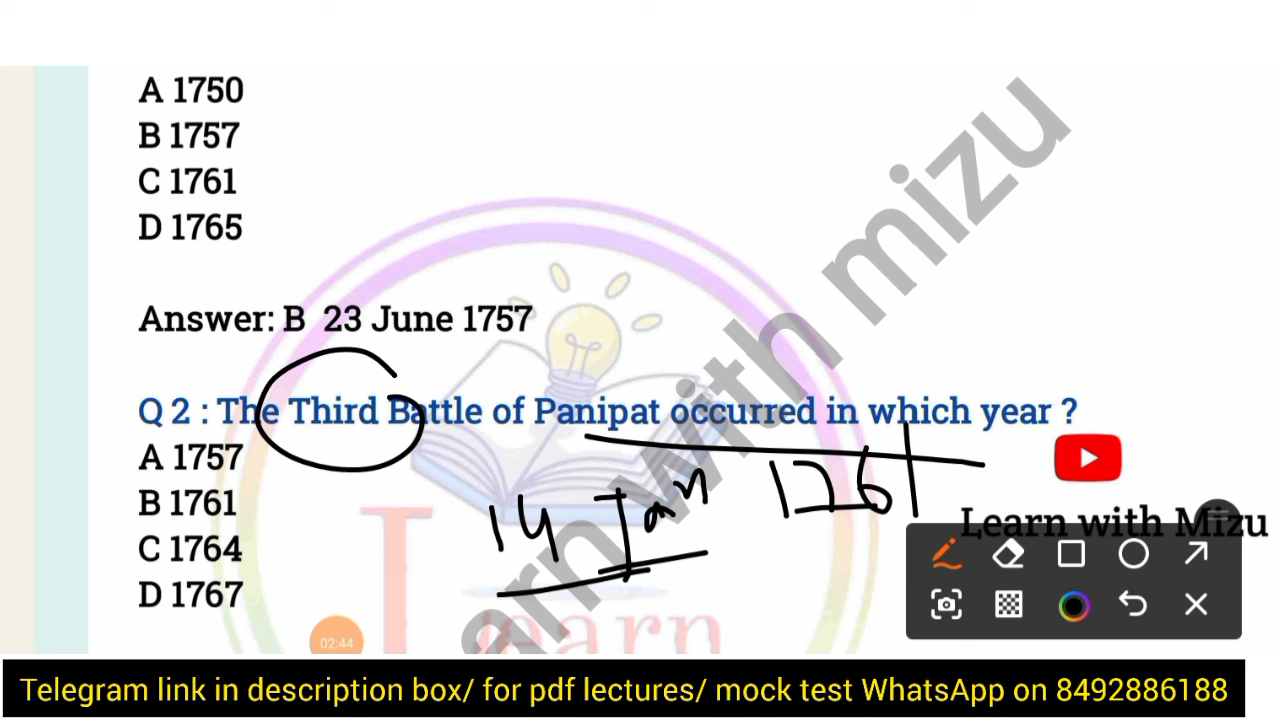 A 1750
B 1757
C 1761
D 1765
Answer: B 23 June 1757
Q 2 : The Third Battle of Panipat occurred in which year ?
A 1757
B 1761
C 1764
D 1767
14 Jan 1761
Learn with Mizu
02:44
Learn
arn with mizu
Telegram link in description box/ for pdf lectures/ mock test WhatsApp on 8492886188